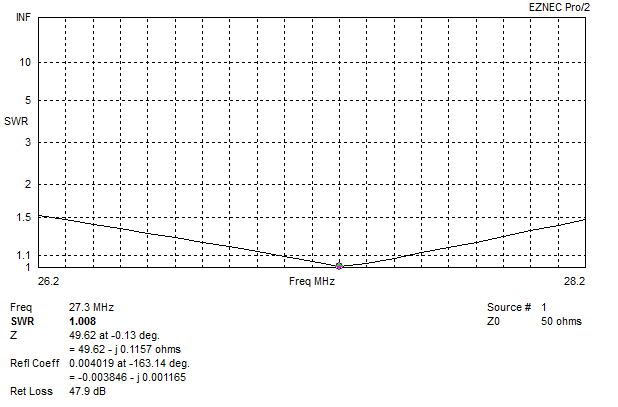 EZNEC Pro/2
INF
10
5
SWR
3
2
1.5
1.1
1
26.2 Freq MHz 28.2
Freq 27.3 MHz Source # 1
SWR 1.008 Z0 50 ohms
Z 49.62 at -0.13 deg.
= 49.62 - j 0.1157 ohms
Refl Coeff 0.004019 at -163.14 deg.
= -0.003846 - j 0.001165
Ret Loss 47.9 dB